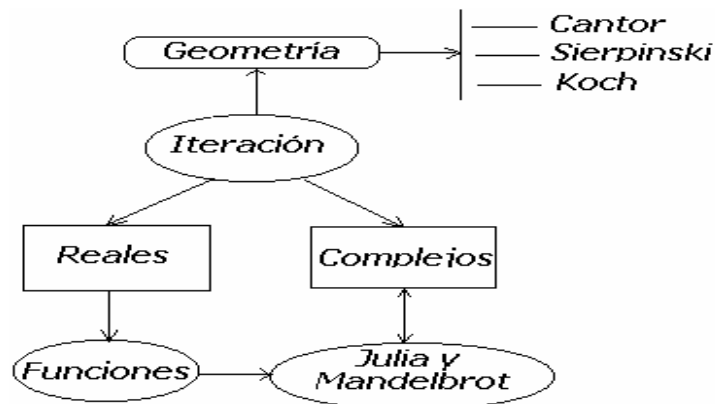 Cantor
Geometría
Sierpinski
Koch
Iteración
Reales
Complejos
Funciones
Julia y
Mandelbrot